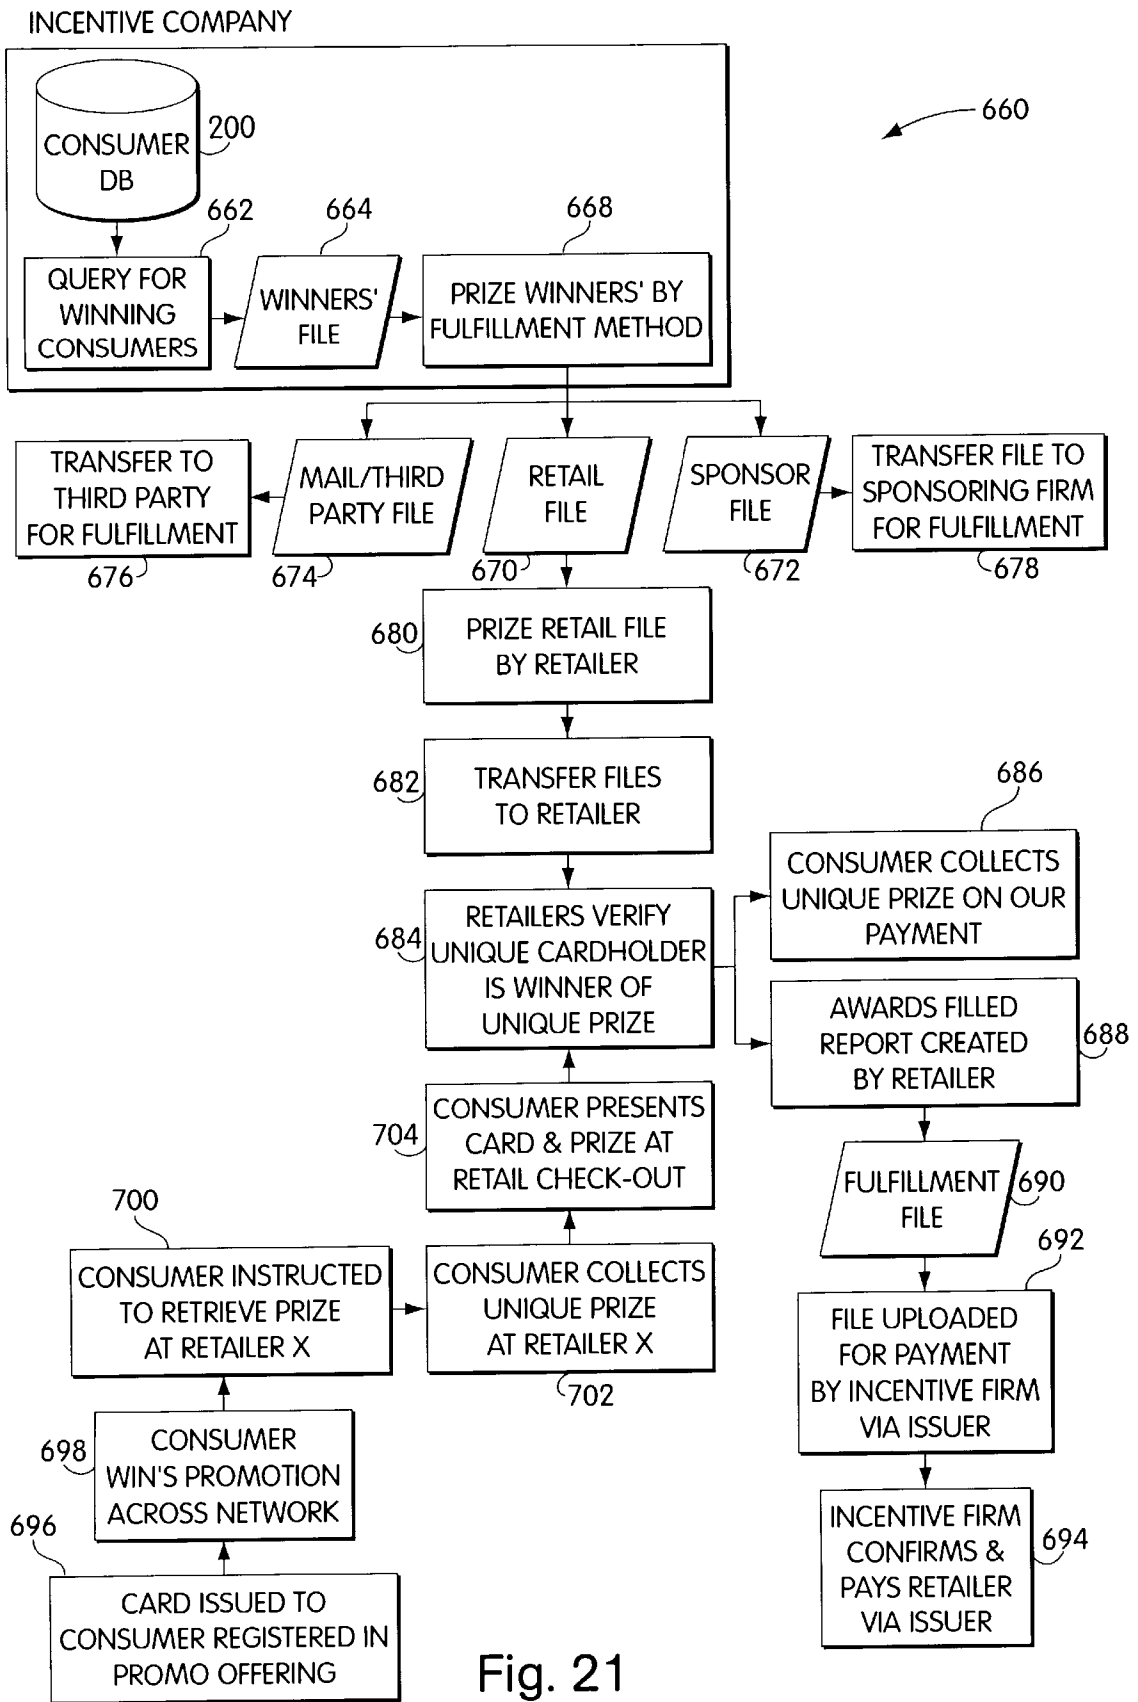 INCENTIVE COMPANY
660
CONSUMER
DB
200
662
664
668
QUERY FOR
WINNING
CONSUMERS
WINNERS'
FILE
PRIZE WINNERS' BY
FULFILLMENT METHOD
TRANSFER TO
THIRD PARTY
FOR FULFILLMENT
676
MAIL/THIRD
PARTY FILE
674
RETAIL
FILE
670
SPONSOR
FILE
672
TRANSFER FILE TO
SPONSORING FIRM
FOR FULFILLMENT
678
680
PRIZE RETAIL FILE
BY RETAILER
682
TRANSFER FILES
TO RETAILER
684
RETAILERS VERIFY
UNIQUE CARDHOLDER
IS WINNER OF
UNIQUE PRIZE
686
CONSUMER COLLECTS
UNIQUE PRIZE ON OUR
PAYMENT
AWARDS FILLED
REPORT CREATED
BY RETAILER
688
704
CONSUMER PRESENTS
CARD & PRIZE AT
RETAIL CHECK-OUT
FULFILLMENT
FILE
690
700
CONSUMER INSTRUCTED
TO RETRIEVE PRIZE
AT RETAILER X
CONSUMER COLLECTS
UNIQUE PRIZE
AT RETAILER X
702
692
FILE UPLOADED
FOR PAYMENT
BY INCENTIVE FIRM
VIA ISSUER
698
CONSUMER
WIN'S PROMOTION
ACROSS NETWORK
INCENTIVE FIRM
CONFIRMS &
PAYS RETAILER
VIA ISSUER
694
696
CARD ISSUED TO
CONSUMER REGISTERED IN
PROMO OFFERING
Fig. 21